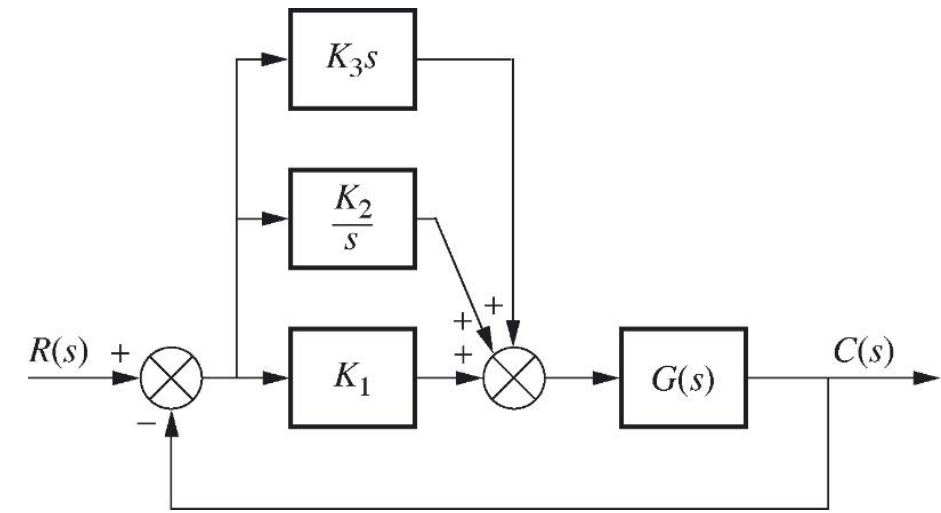 K₃s
K₂
s
+
+
R(s) +
+
K₁
G(s)
C(s)
−